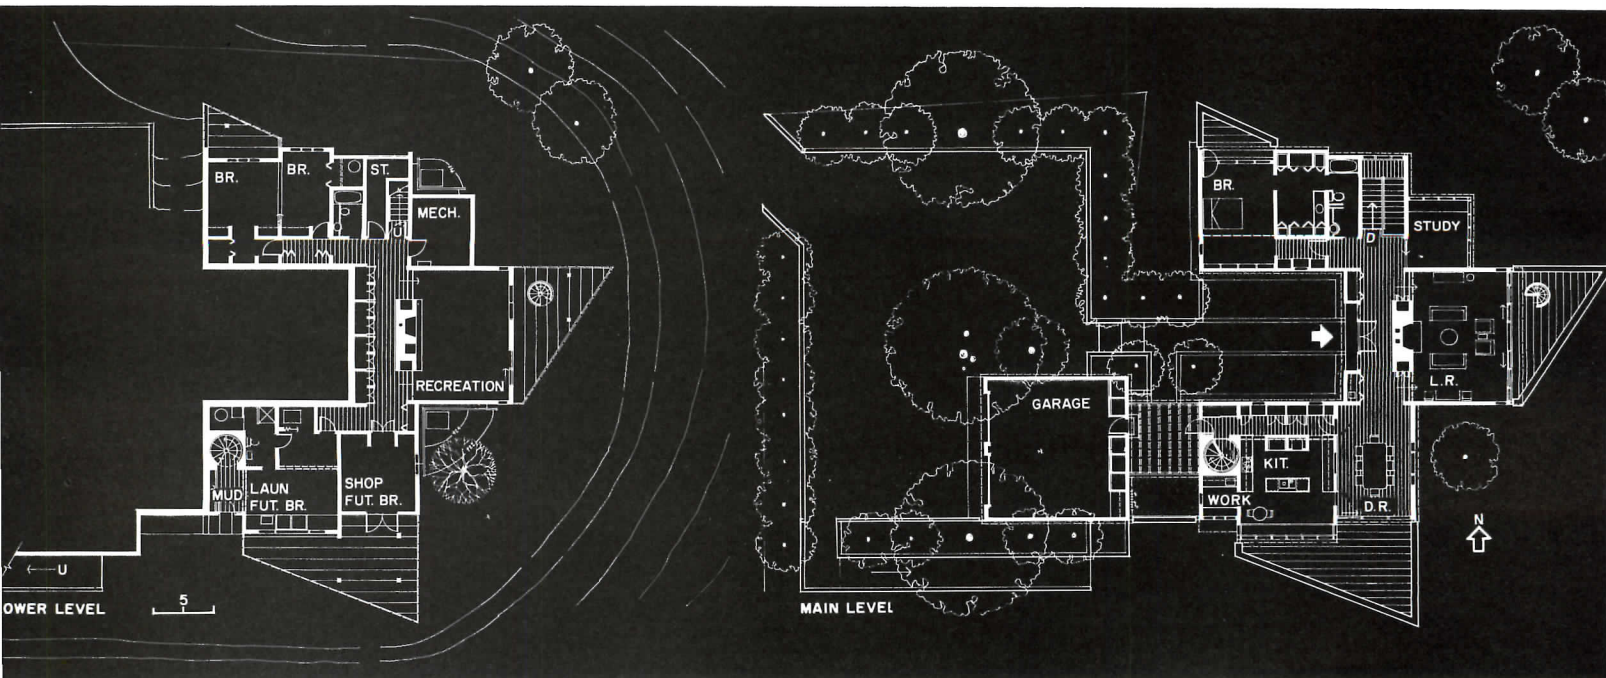 BR.
BR.
ST.
MECH.
U
RECREATION
MUD
LAUN
FUT. BR.
SHOP
FUT. BR.
U
OWER LEVEL
5
BR.
D
STUDY
L.R.
GARAGE
KIT.
WORK
D.R.
N
MAIN LEVEL